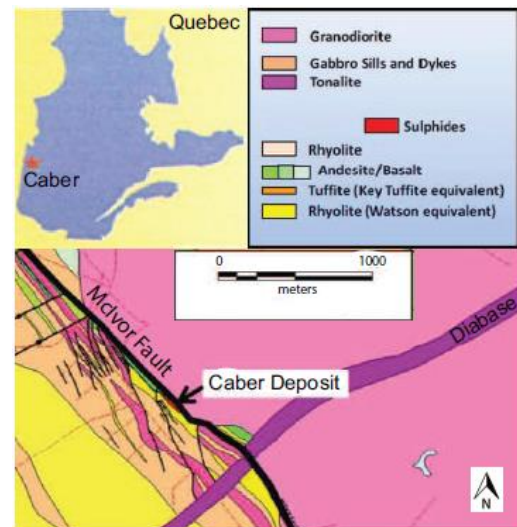 Quebec
Caber
Granodiorite
Gabbro Sills and Dykes
Tonalite
Sulphides
Rhyolite
Andesite/Basalt
Tuffite (Key Tuffite equivalent)
Rhyolite (Watson equivalent)
0 1000
meters
McIvor Fault
Caber Deposit
Diabase
N